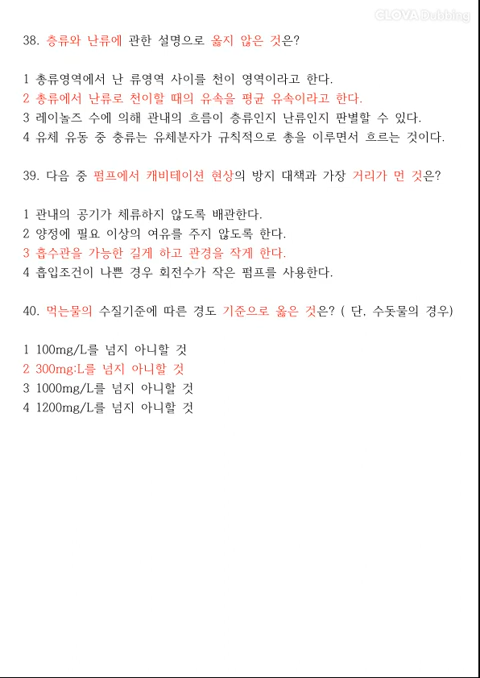 CLOVA Dubbing
38. 층류와 난류에 관한 설명으로 옳지 않은 것은?
1 총류영역에서 난 류영역 사이를 천이 영역이라고 한다.
2 총류에서 난류로 천이할 때의 유속을 평균 유속이라고 한다.
3 레이놀즈 수에 의해 관내의 흐름이 층류인지 난류인지 판별할 수 있다.
4 유체 유동 중 충류는 유체분자가 규칙적으로 층을 이루면서 흐르는 것이다.
39. 다음 중 펌프에서 캐비테이션 현상의 방지 대책과 가장 거리가 먼 것은?
1 관내의 공기가 체류하지 않도록 배관한다.
2 양정에 필요 이상의 여유를 주지 않도록 한다.
3 흡수관을 가능한 길게 하고 관경을 작게 한다.
4 흡입조건이 나쁜 경우 회전수가 작은 펌프를 사용한다.
40. 먹는물의 수질기준에 따른 경도 기준으로 옳은 것은? ( 단, 수돗물의 경우)
1 100mg/L를 넘지 아니할 것
2 300mg:L를 넘지 아니할 것
3 1000mg/L를 넘지 아니할 것
4 1200mg/L를 넘지 아니할 것